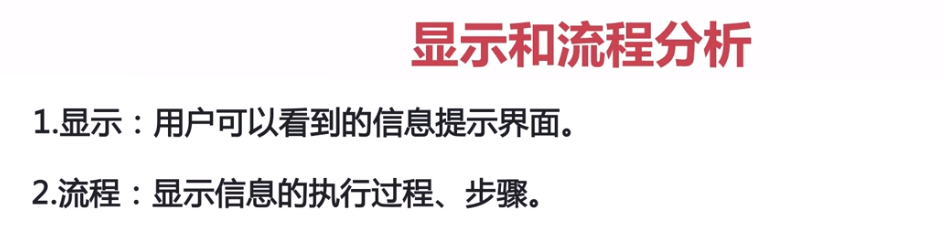 显示和流程分析
1.显示：用户可以看到的信息提示界面。
2.流程：显示信息的执行过程、步骤。